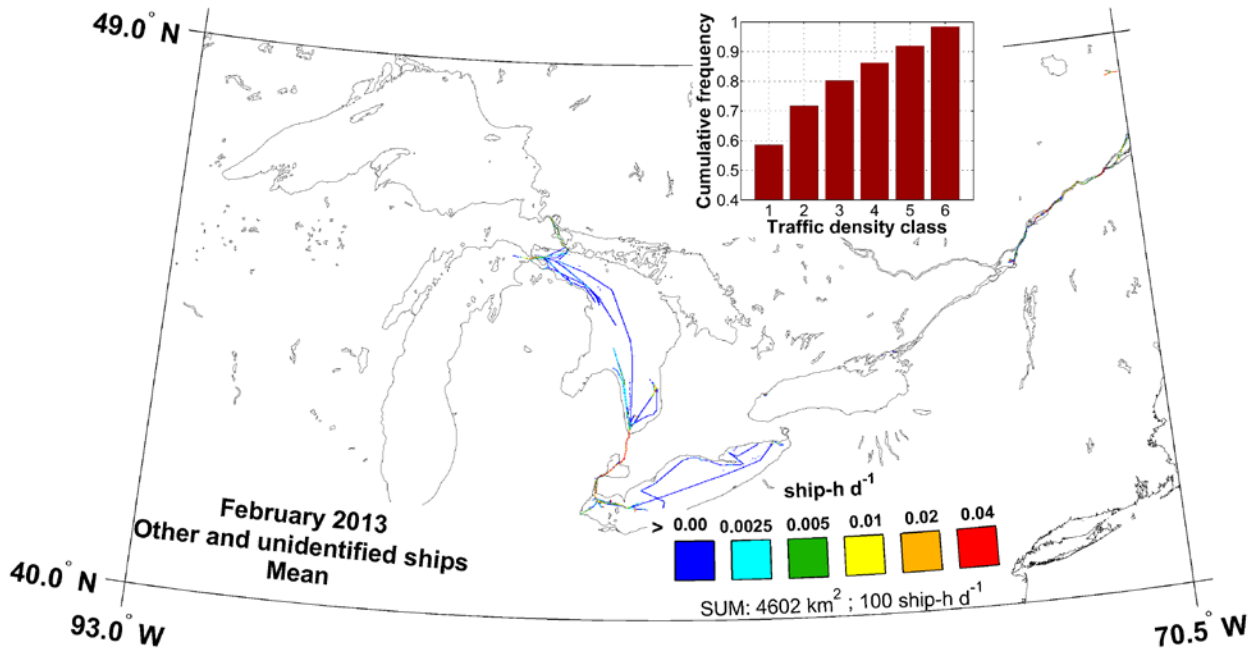 49.0° N
1
0.9
0.8
0.7
0.6
0.5
0.4
Cumulative frequency
1 2 3 4 5 6
Traffic density class
February 2013
Other and unidentified ships
Mean
ship-h d⁻¹
> 0.00 0.0025 0.005 0.01 0.02 0.04
SUM: 4602 km² ; 100 ship-h d⁻¹
40.0° N
93.0° W
70.5° W